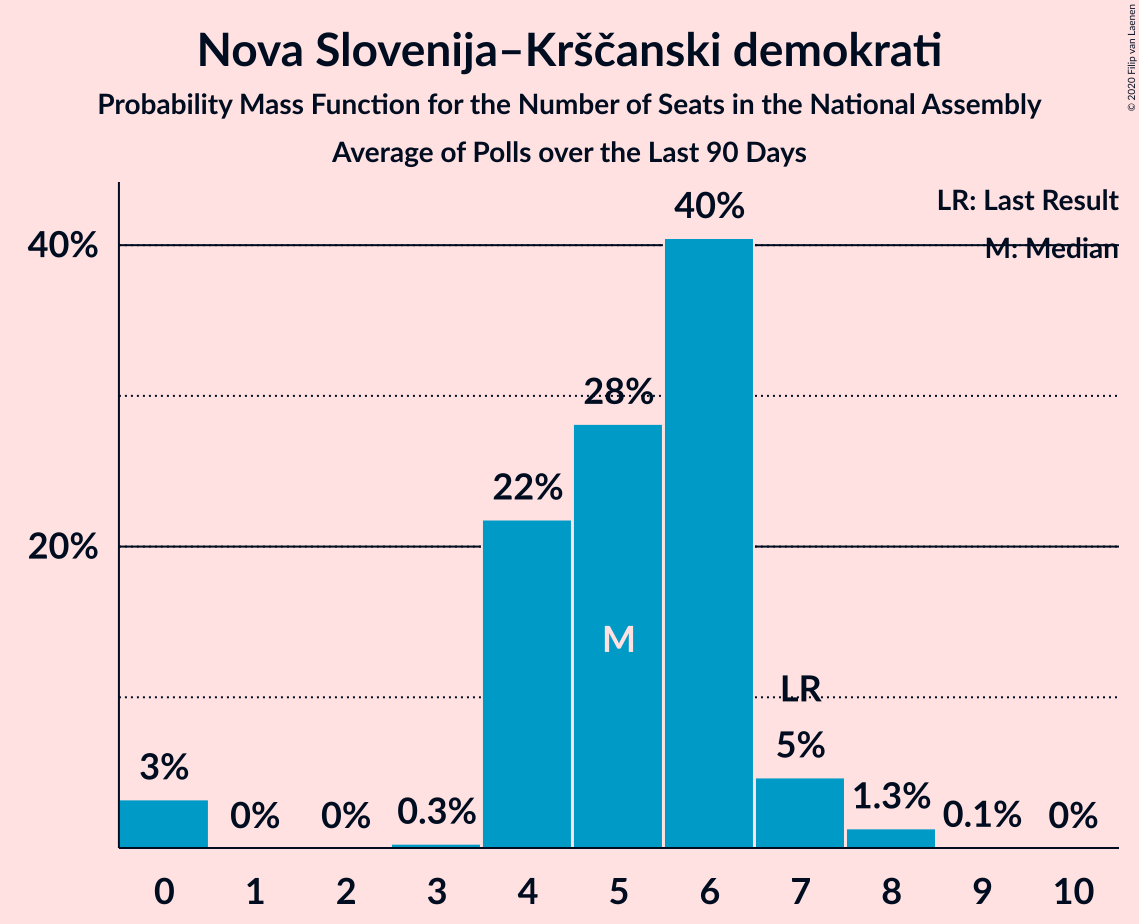 Nova Slovenija–Krščanski demokrati
Probability Mass Function for the Number of Seats in the National Assembly
Average of Polls over the Last 90 Days
© 2020 Filip van Laenen
LR: Last Result
M: Median
40%
20%
3%
0%
0%
0.3%
22%
28%
40%
5%
1.3%
0.1%
0%
M
LR
0 1 2 3 4 5 6 7 8 9 10